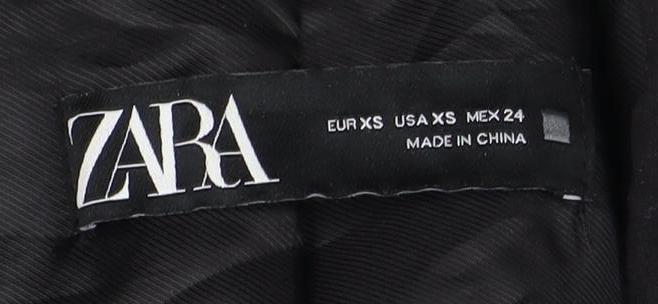 ZARA
EUR XS USA XS MEX 24
MADE IN CHINA